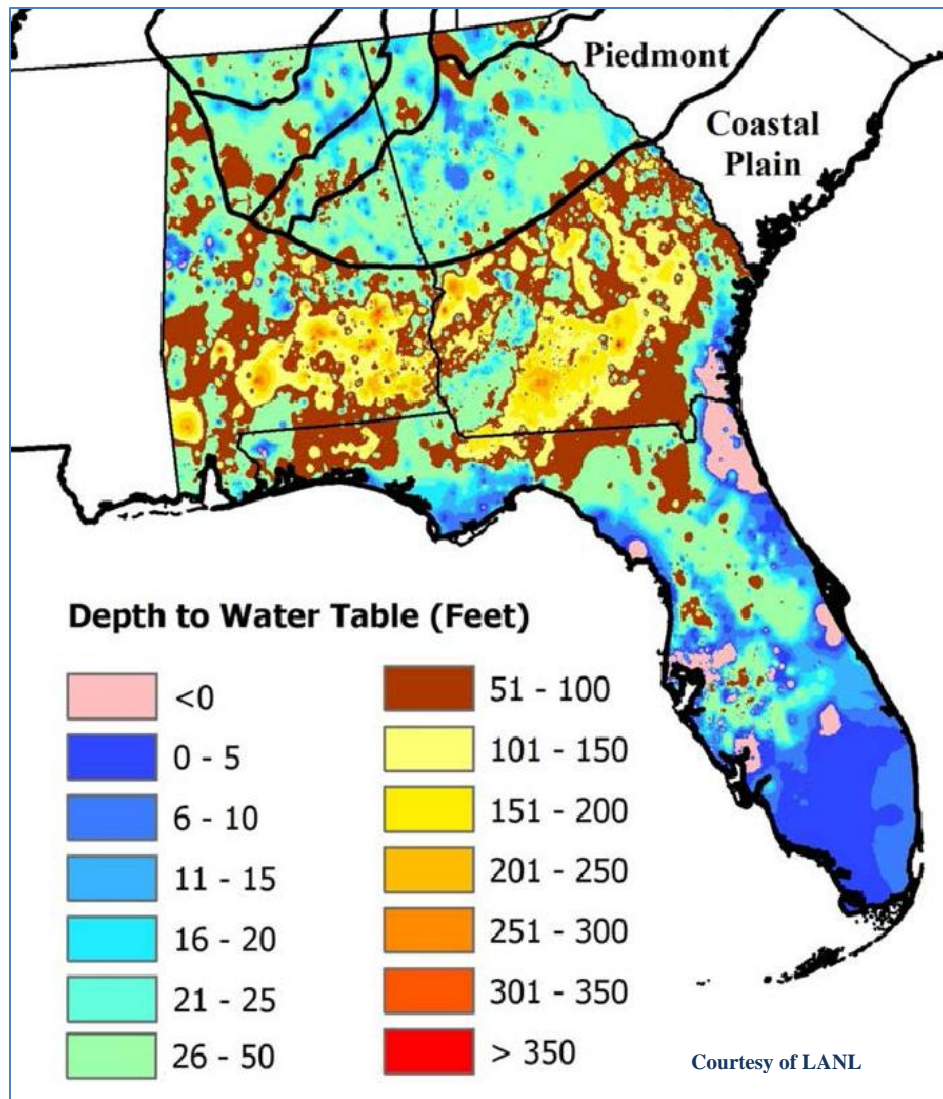 Piedmont
Coastal
Plain
Depth to Water Table (Feet)
<0
0 - 5
6 - 10
11 - 15
16 - 20
21 - 25
26 - 50
51 - 100
101 - 150
151 - 200
201 - 250
251 - 300
301 - 350
> 350
Courtesy of LANL